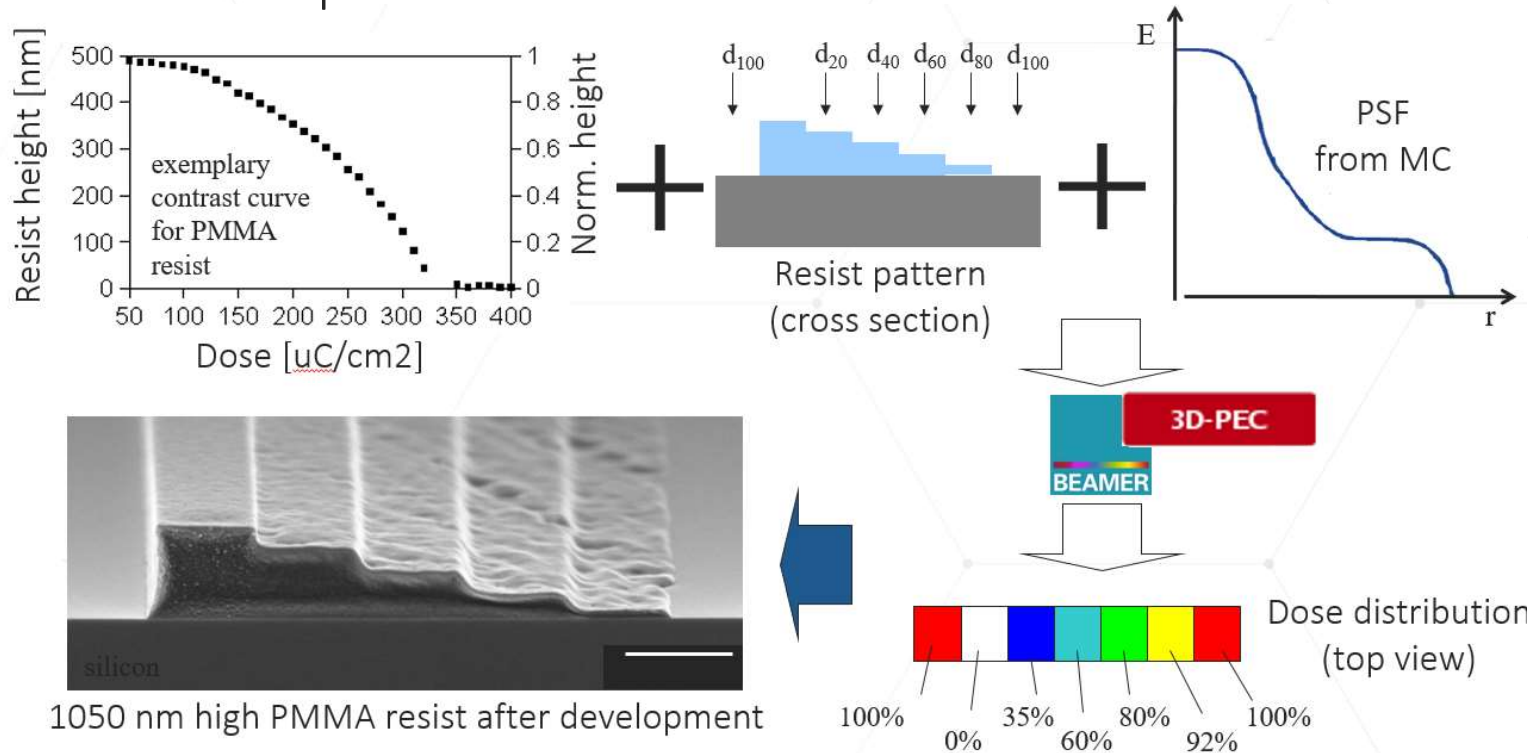 Resist height [nm]
500
400
300
200
100
0
50 100 150 200 250 300 350 400
Dose [uC/cm2]
1
0.8
0.6
0.4
0.2
0
Norm. height
exemplary
contrast curve
for PMMA
resist
d100 d20 d40 d60 d80 d100
Resist pattern
(cross section)
E
PSF
from MC
r
3D-PEC
BEAMER
Dose distribution
(top view)
100% 0% 35% 60% 80% 92% 100%
silicon
1050 nm high PMMA resist after development